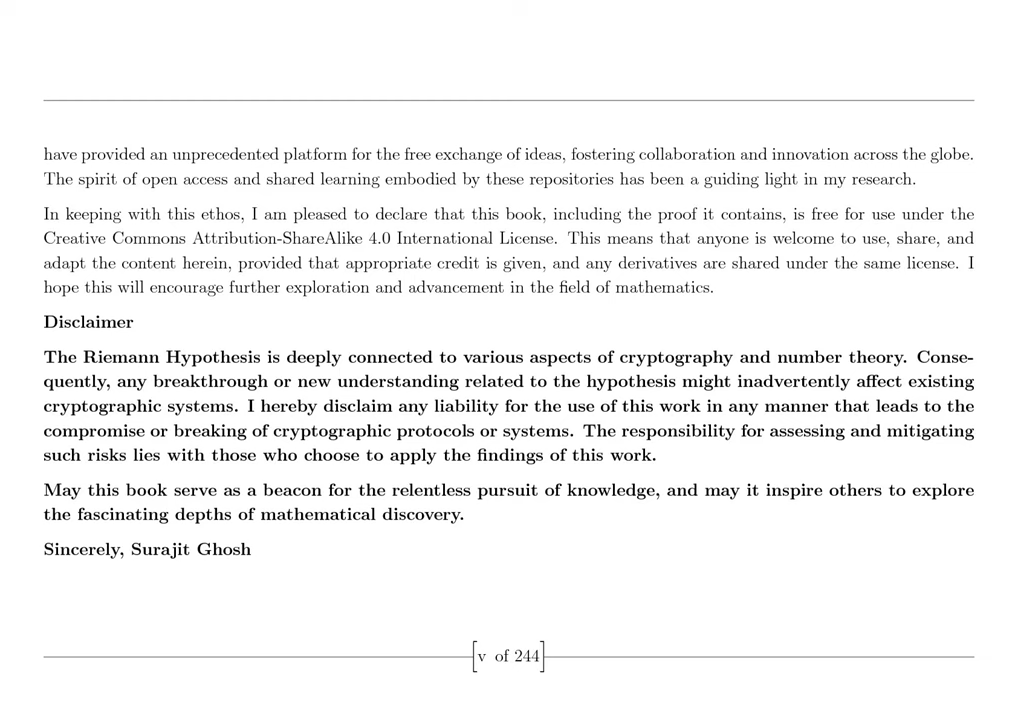 have provided an unprecedented platform for the free exchange of ideas, fostering collaboration and innovation across the globe.
The spirit of open access and shared learning embodied by these repositories has been a guiding light in my research.
In keeping with this ethos, I am pleased to declare that this book, including the proof it contains, is free for use under the
Creative Commons Attribution-ShareAlike 4.0 International License. This means that anyone is welcome to use, share, and
adapt the content herein, provided that appropriate credit is given, and any derivatives are shared under the same license. I
hope this will encourage further exploration and advancement in the field of mathematics.
Disclaimer
The Riemann Hypothesis is deeply connected to various aspects of cryptography and number theory. Conse-
quently, any breakthrough or new understanding related to the hypothesis might inadvertently affect existing
cryptographic systems. I hereby disclaim any liability for the use of this work in any manner that leads to the
compromise or breaking of cryptographic protocols or systems. The responsibility for assessing and mitigating
such risks lies with those who choose to apply the findings of this work.
May this book serve as a beacon for the relentless pursuit of knowledge, and may it inspire others to explore
the fascinating depths of mathematical discovery.
Sincerely, Surajit Ghosh
v of 244